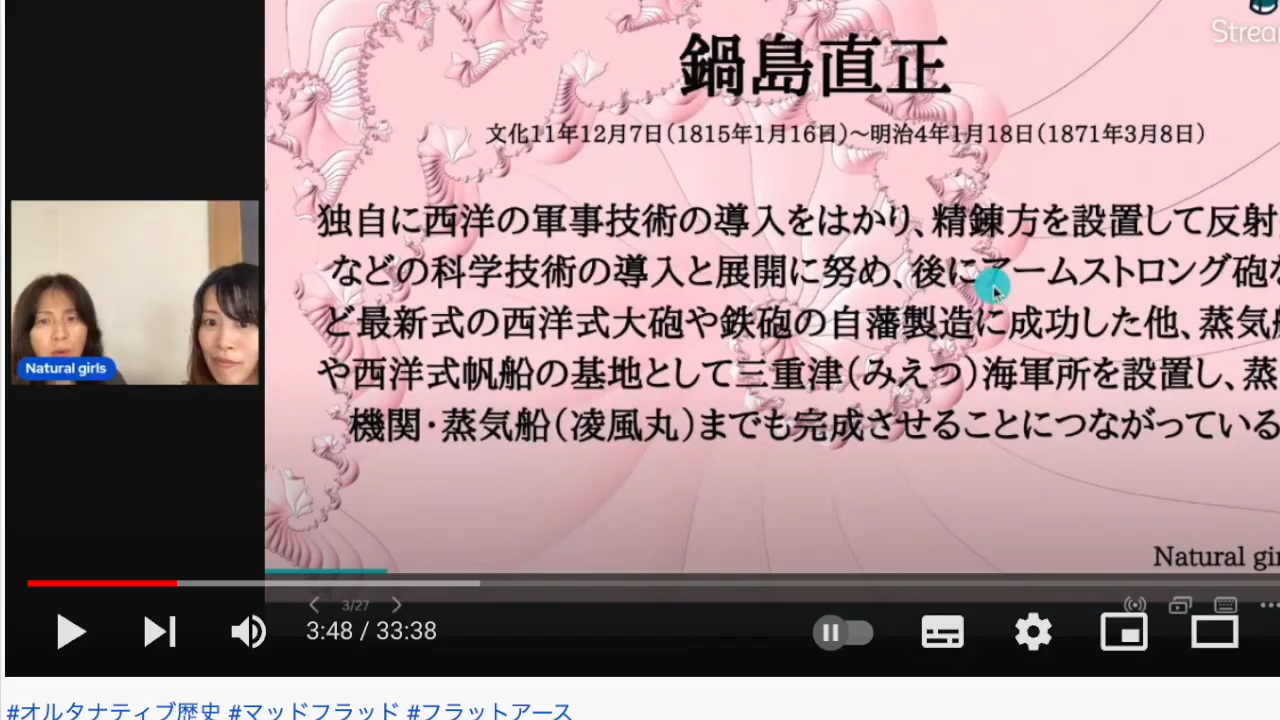 鍋島直正
文化11年12月7日(1815年1月16日)〜明治4年1月18日(1871年3月8日)
独自に西洋の軍事技術の導入をはかり、精錬方を設置して反射
などの科学技術の導入と展開に努め、後にアームストロング砲な
ど最新式の西洋式大砲や鉄砲の自藩製造に成功した他、蒸気
や西洋式帆船の基地として三重津(みえつ)海軍所を設置し、蒸
機関・蒸気船(凌風丸)までも完成させることにつながっている
Natural girls
3/27
3:48 / 33:38
#オルタナティブ歴史 #マッドフラッド #フラットアース